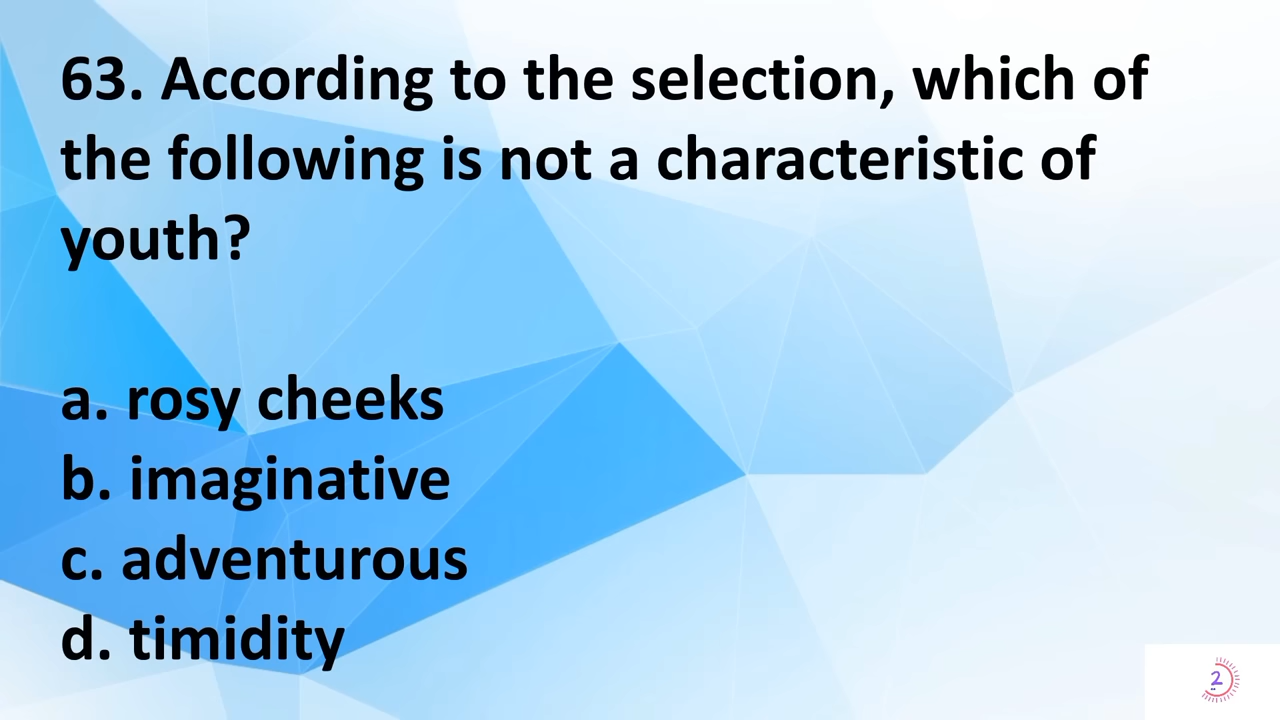 63. According to the selection, which of
the following is not a characteristic of
youth?
a. rosy cheeks
b. imaginative
c. adventurous
d. timidity
2